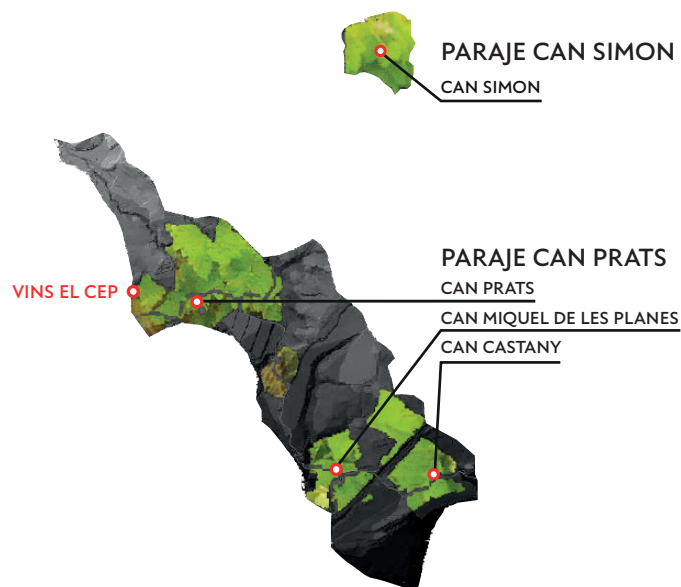 PARAJE CAN SIMON
CAN SIMON
PARAJE CAN PRATS
VINS EL CEP
CAN PRATS
CAN MIQUEL DE LES PLANES
CAN CASTANY